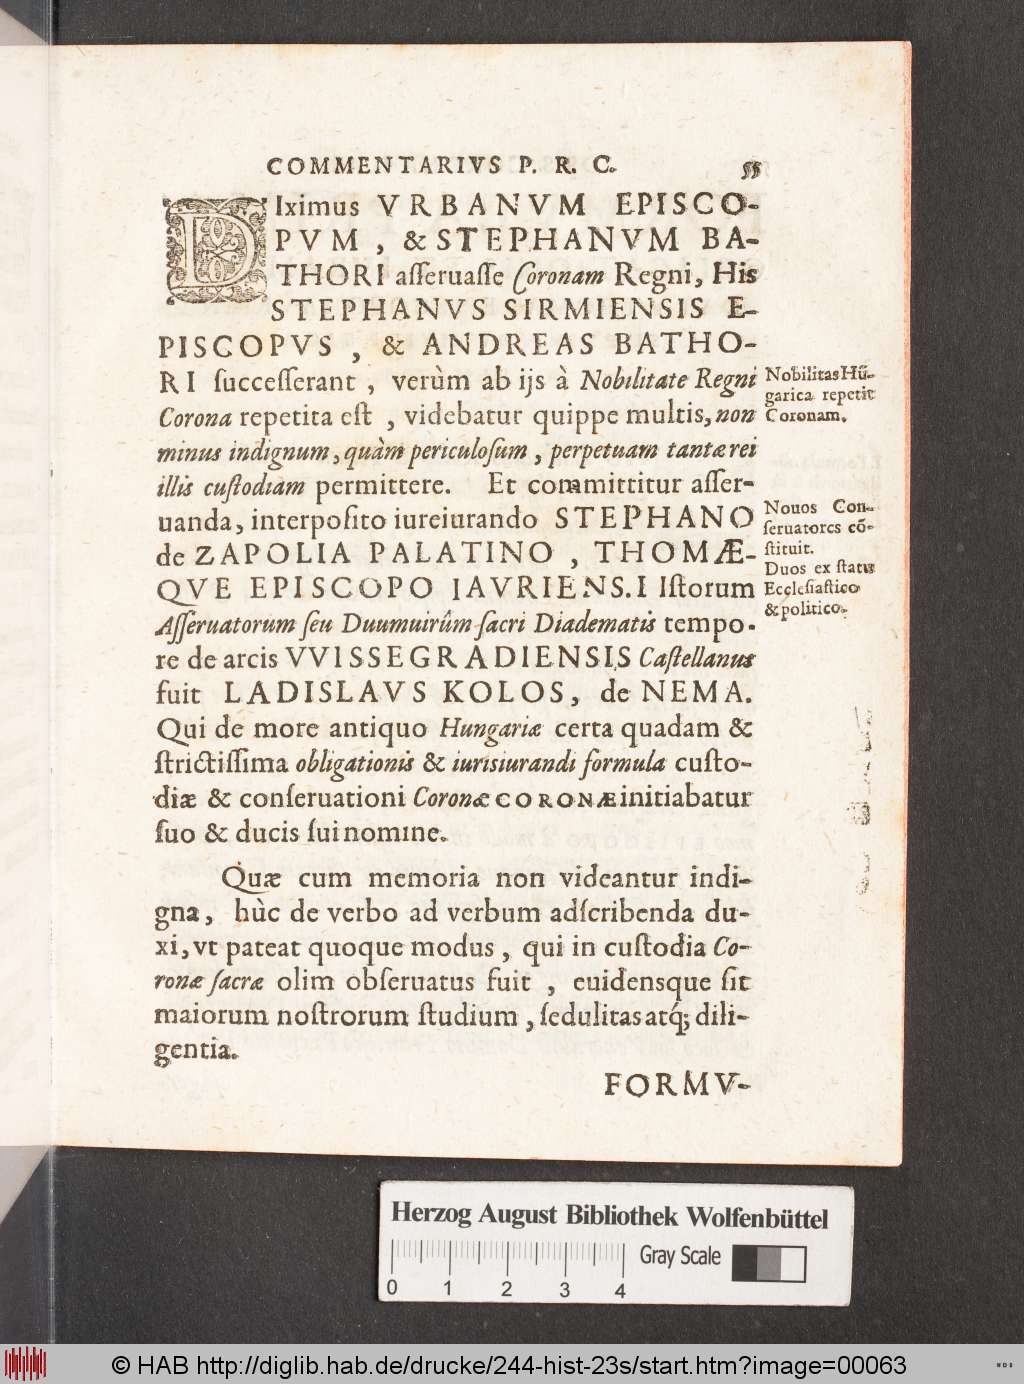 COMMENTARIVS P. R. C. 55
DIximus VRBANVM EPISCO-
PVM, & STEPHANVM BA-
THORI aſſeruaſſe Coronam Regni, His
STEPHANVS SIRMIENSIS E-
PISCOPVS, & ANDREAS BATHO-
RI ſucceſſerant, verùm ab ijs à Nobilitate Regni
Corona repetita eſt, videbatur quippe multis, non
minus indignum, quàm periculoſum, perpetuam tantæ rei
illis cuſtodiam permittere. Et committitur aſſer-
uanda, interpoſito iureiurando STEPHANO
de ZAPOLIA PALATINO, THOMÆ-
QVE EPISCOPO IAVRIENS.I Iſtorum
Aſſeruatorum ſeu Duumuirûm ſacri Diadematis tempo-
re de arcis VVISSEGRADIENSIS Caſtellanus
fuit LADISLAVS KOLOS, de NEMA.
Qui de more antiquo Hungariæ certa quadam &
ſtrictiſſima obligationis & iurisiurandi formula cuſto-
diæ & conſeruationi Coronæ CORONÆ initiabatur
ſuo & ducis ſui nomine.
Quæ cum memoria non videantur indi-
gna, hùc de verbo ad verbum adſcribenda du-
xi, vt pateat quoque modus, qui in cuſtodia Co-
ronæ ſacræ olim obſeruatus fuit, euidensque ſit
maiorum noſtrorum ſtudium, ſedulitas atq́; dili-
gentia.
FORMV-
Nobilitas Hū-
garica repetit
Coronam.
Nouos Con-
ſeruatores cō-
ſtituit.
Duos ex ſtatu
Eccleſiaſtico
& politico.
Herzog August Bibliothek Wolfenbüttel
Gray Scale
0 1 2 3 4
© HAB http://diglib.hab.de/drucke/244-hist-23s/start.htm?image=00063